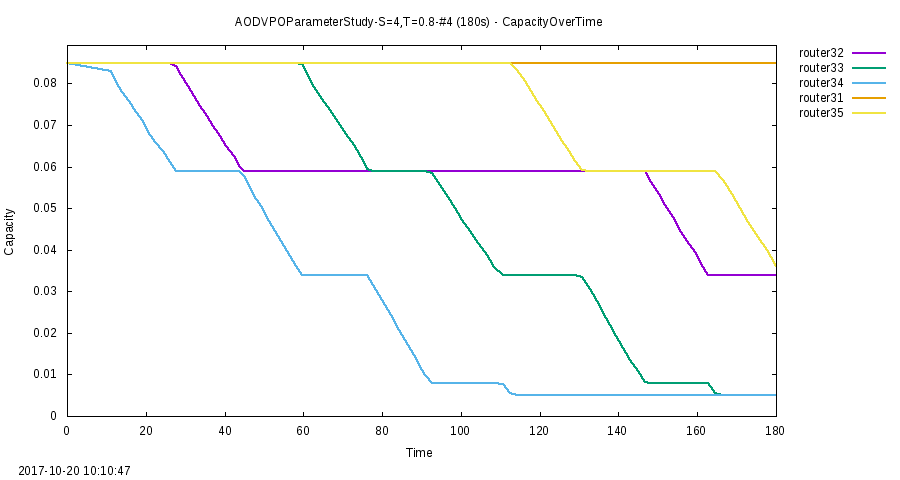 AODVPOParameterStudy-S=4,T=0.8-#4 (180s) - CapacityOverTime
router32
router33
router34
router31
router35
0.08
0.07
0.06
0.05
0.04
0.03
0.02
0.01
0
Capacity
0 20 40 60 80 100 120 140 160 180
Time
2017-10-20 10:10:47